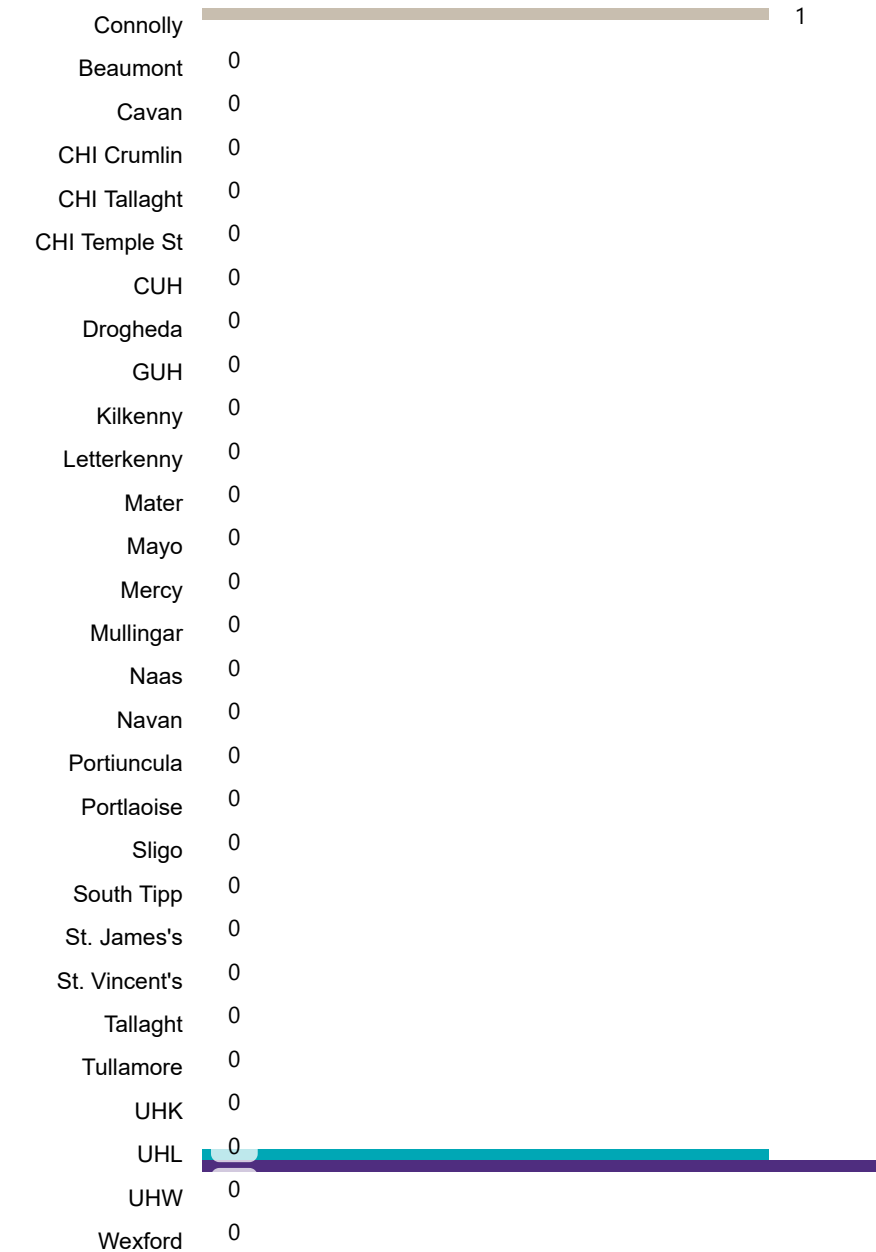 Connolly 1
Beaumont 0
Cavan 0
CHI Crumlin 0
CHI Tallaght 0
CHI Temple St 0
CUH 0
Drogheda 0
GUH 0
Kilkenny 0
Letterkenny 0
Mater 0
Mayo 0
Mercy 0
Mullingar 0
Naas 0
Navan 0
Portiuncula 0
Portlaoise 0
Sligo 0
South Tipp 0
St. James's 0
St. Vincent's 0
Tallaght 0
Tullamore 0
UHK 0
UHL 0
UHW 0
Wexford 0